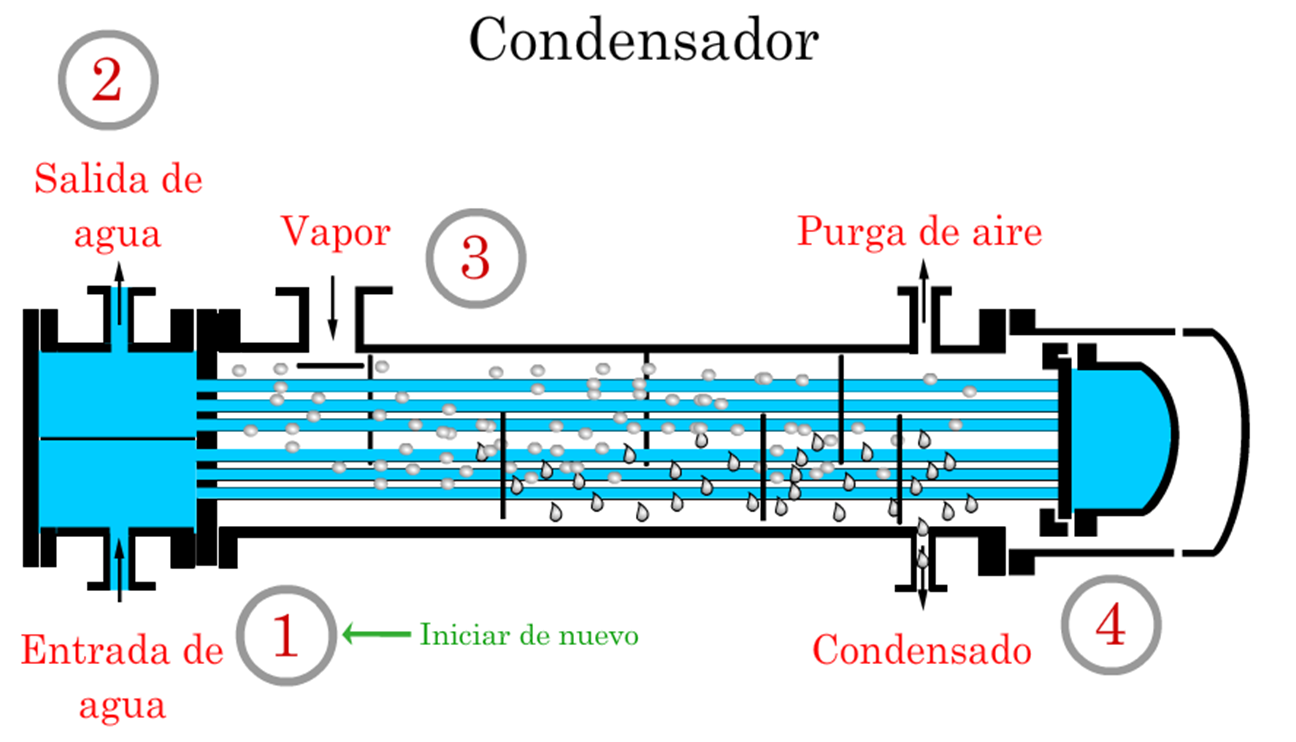 Condensador
2
Salida de
agua
Vapor
3
Purga de aire
Entrada de
agua
1
Iniciar de nuevo
Condensado
4